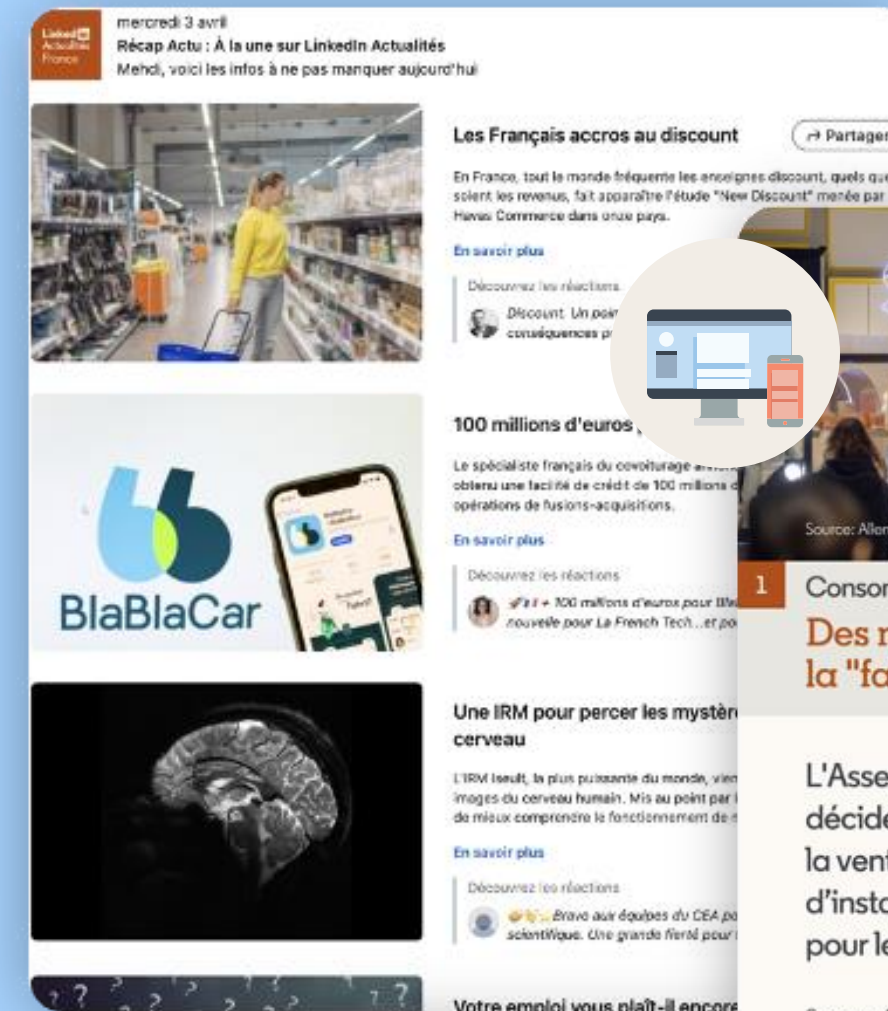 Linked in
Actualités
France
mercredi 3 avril
Récap Actu : À la une sur LinkedIn Actualités
Mehdi, voici les infos à ne pas manquer aujourd'hui
Les Français accros au discount
Partager
En France, tout le monde fréquente les enseignes discount, quels que
soient les revenus, fait apparaître l'étude "New Discount" menée par
Havas Commerce dans onze pays.
En savoir plus
Découvrez les réactions
Discount. Un poin
conséquences p
100 millions d'euros
Le spécialiste français du covoiturage
obtenu une facilité de crédit de 100 millions d
opérations de fusions-acquisitions.
En savoir plus
Découvrez les réactions
+ 100 millions d'euros pour Bla
nouvelle pour La French Tech...et po
BlaBlaCar
Une IRM pour percer les mystère
cerveau
L'IRM Iseult, la plus puissante du monde, vien
images du cerveau humain. Mis au point par
de mieux comprendre le fonctionnement de
En savoir plus
Découvrez les réactions
Bravo aux équipes du CEA po
scientifique. Une grande fierté pour
? ? ? ? ? ? ?
Votre emploi vous plaît-il encore
Source: Aller
1
Conson
Des r
la "fa
L'Asse
décide
la vent
d'insta
pour le